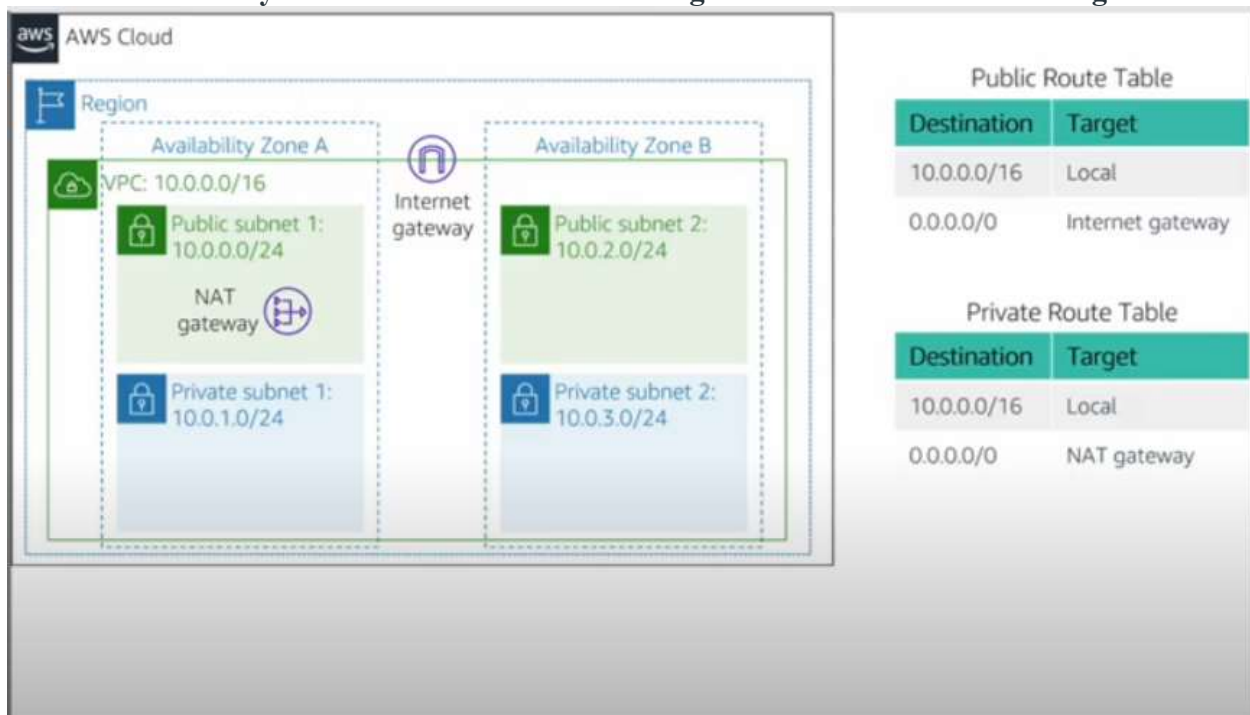 aws AWS Cloud
Region
Availability Zone A
Availability Zone B
VPC: 10.0.0.0/16
Internet
gateway
Public subnet 1:
10.0.0.0/24
NAT
gateway
Public subnet 2:
10.0.2.0/24
Private subnet 1:
10.0.1.0/24
Private subnet 2:
10.0.3.0/24
Public Route Table
Destination Target
10.0.0.0/16 Local
0.0.0.0/0 Internet gateway
Private Route Table
Destination Target
10.0.0.0/16 Local
0.0.0.0/0 NAT gateway